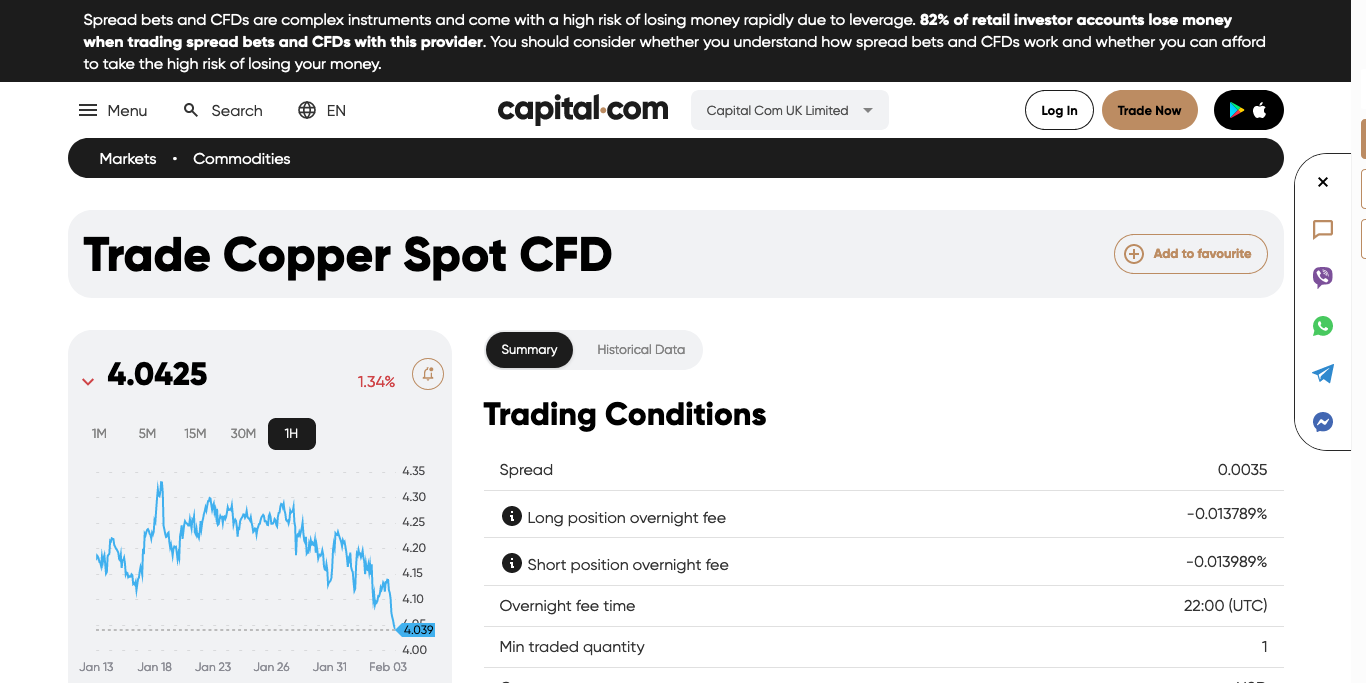 Spread bets and CFDs are complex instruments and come with a high risk of losing money rapidly due to leverage. 82% of retail investor accounts lose money
when trading spread bets and CFDs with this provider. You should consider whether you understand how spread bets and CFDs work and whether you can afford
to take the high risk of losing your money.
Menu
Search
EN
capital.com
Capital Com UK Limited
Log In
Trade Now
Markets • Commodities
Trade Copper Spot CFD
Add to favourite
4.0425
1.34%
1M 5M 15M 30M 1H
4.35
4.30
4.25
4.20
4.15
4.10
4.05
4.039
4.00
Jan 13 Jan 18 Jan 23 Jan 26 Jan 31 Feb 03
Summary
Historical Data
Trading Conditions
Spread 0.0035
Long position overnight fee -0.013789%
Short position overnight fee -0.013989%
Overnight fee time 22:00 (UTC)
Min traded quantity 1